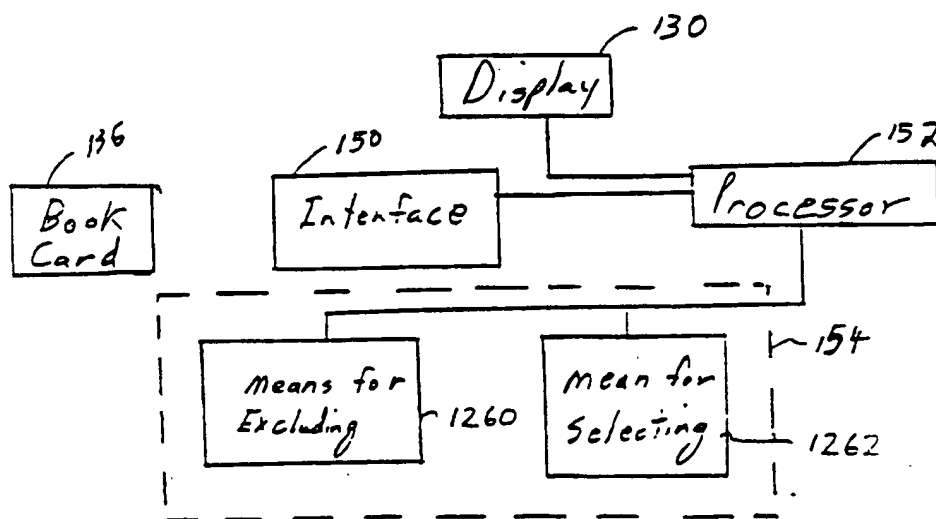 130
Display
136
150
152
Book
Card
Interface
Processor
154
Means for
Excluding
1260
Mean for
Selecting
1262